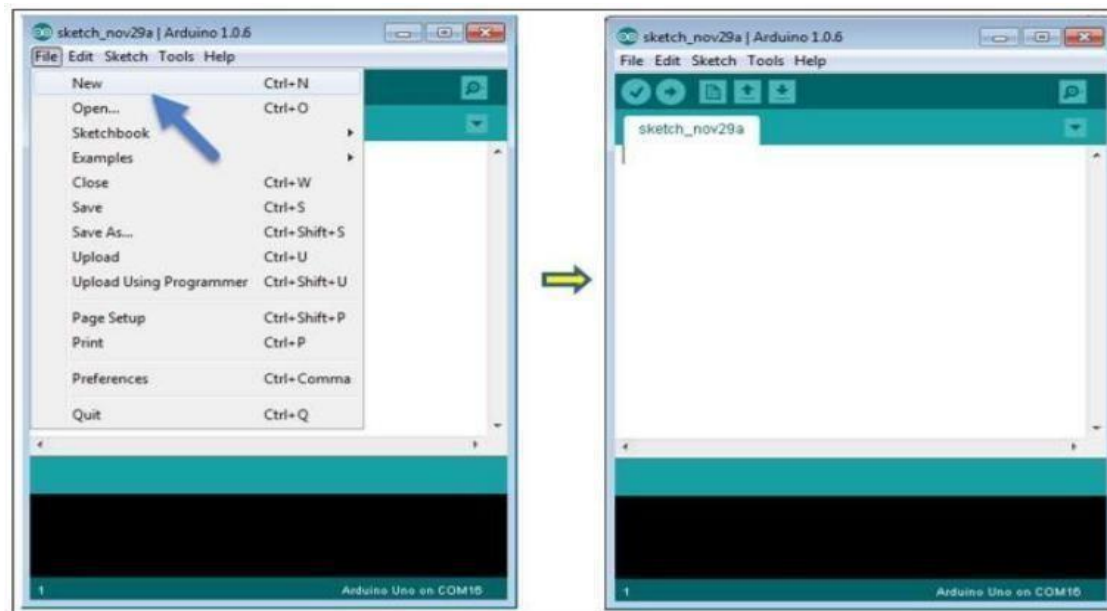 sketch_nov29a | Arduino 1.0.6
File Edit Sketch Tools Help
New Ctrl+N
Open... Ctrl+O
Sketchbook
Examples
Close Ctrl+W
Save Ctrl+S
Save As... Ctrl+Shift+S
Upload Ctrl+U
Upload Using Programmer Ctrl+Shift+U
Page Setup Ctrl+Shift+P
Print Ctrl+P
Preferences Ctrl+Comma
Quit Ctrl+Q
1 Arduino Uno on COM16
sketch_nov29a | Arduino 1.0.6
File Edit Sketch Tools Help
sketch_nov29a
1 Arduino Uno on COM16